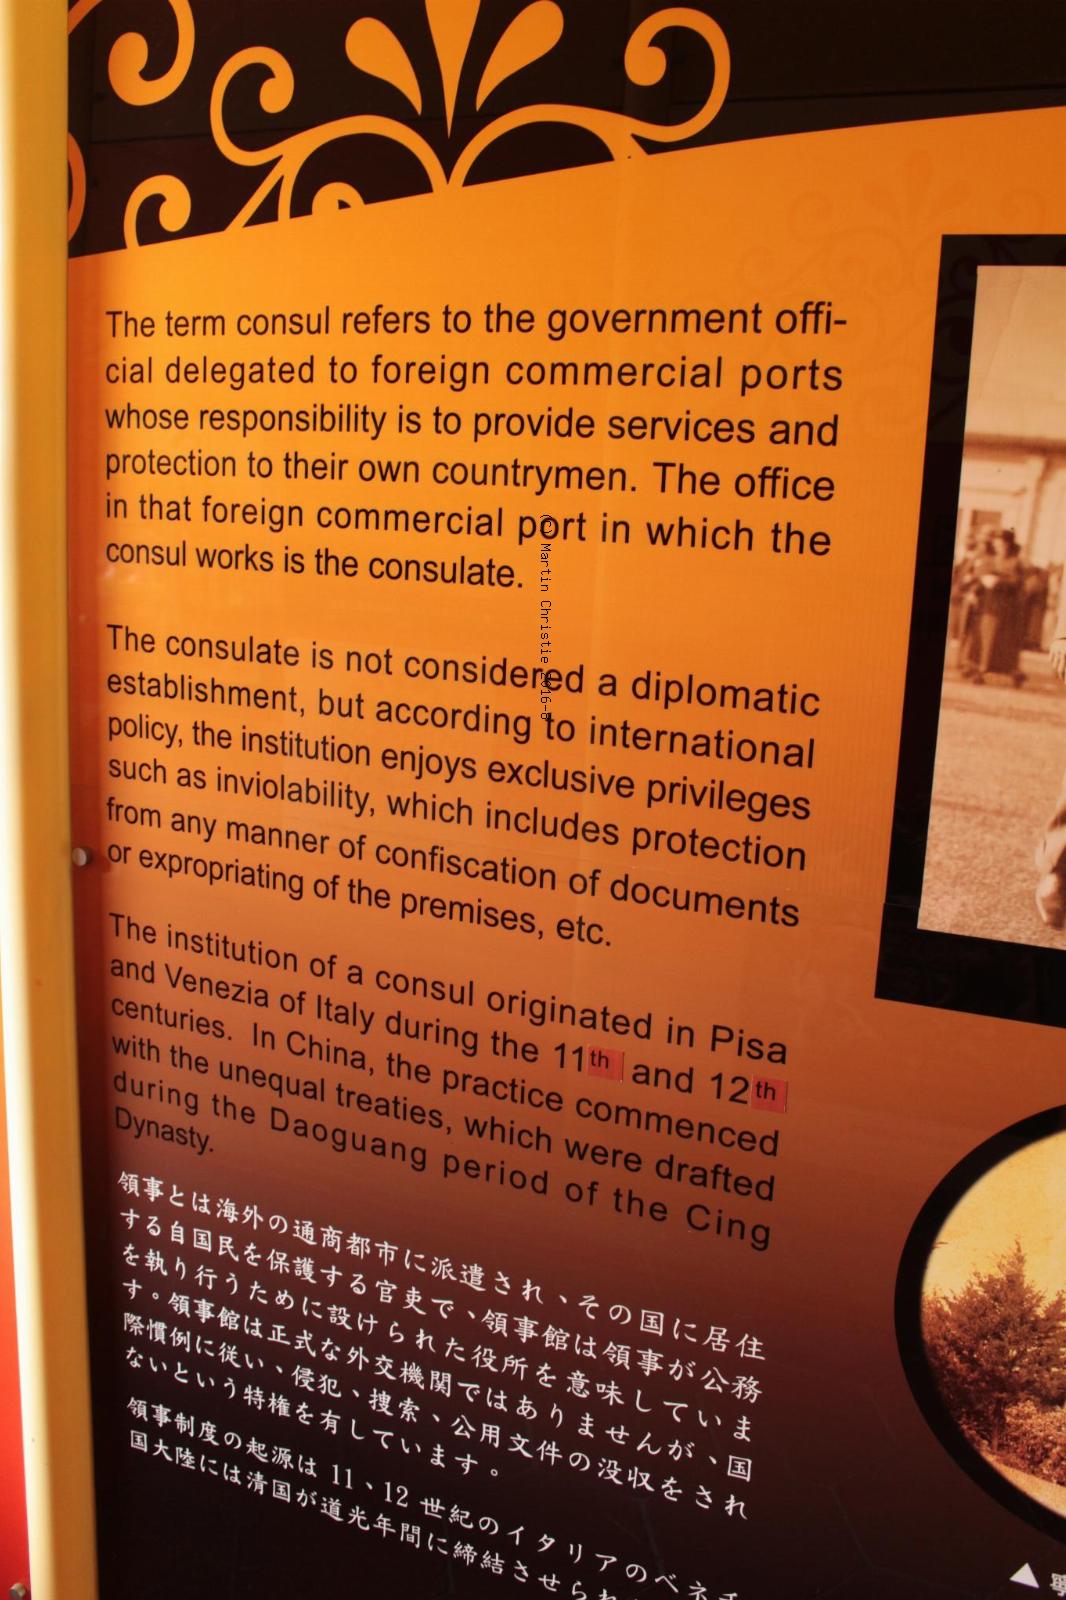 The term consul refers to the government offi-
cial delegated to foreign commercial ports
whose responsibility is to provide services and
protection to their own countrymen. The office
in that foreign commercial port in which the
consul works is the consulate.
The consulate is not considered a diplomatic
establishment, but according to international
policy, the institution enjoys exclusive privileges
such as inviolability, which includes protection
from any manner of confiscation of documents
or expropriating of the premises, etc.
The institution of a consul originated in Pisa
and Venezia of Italy during the 11th and 12th
centuries. In China, the practice commenced
with the unequal treaties, which were drafted
during the Daoguang period of the Cing
Dynasty.
領事とは海外の通商都市に派遣され、その国に居住
する自国民を保護する官吏で、領事館は領事が公務
を執り行うために設けられた役所を意味していま
す。領事館は正式な外交機関ではありませんが、国
際慣例に従い、侵犯、捜索、公用文件の没収をされ
ないという特権を有しています。
領事制度の起源は 11、12 世紀のイタリアのベネチ
国大陸には清国が道光年間に締結させられ
(C) Martin Christie 2016-8